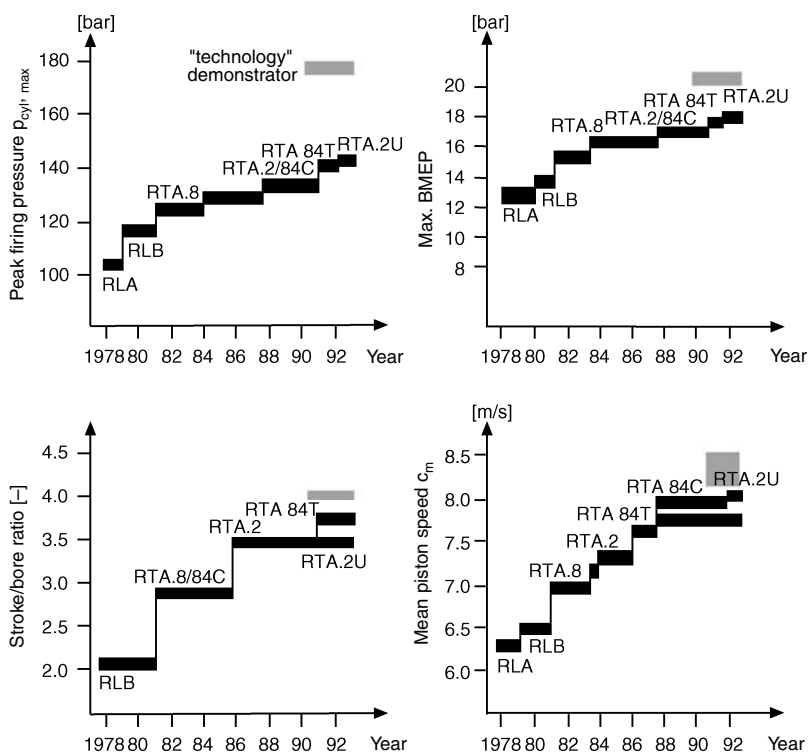 [bar]
Peak firing pressure pcyl, max
180
160
140
120
100
"technology"
demonstrator
RTA 84T
RTA.2U
RTA.2/84C
RTA.8
RLB
RLA
1978 80 82 84 86 88 90 92 Year
[bar]
Max. BMEP
20
18
16
14
12
10
8
RTA 84T
RTA.2U
RTA.8
RTA.2/84C
RLA
RLB
1978 80 82 84 86 88 90 92 Year
Stroke/bore ratio [–]
4.5
4.0
3.5
3.0
2.5
2.0
RTA 84T
RTA.2
RTA.2U
RTA.8/84C
RLB
1978 80 82 84 86 88 90 92 Year
[m/s]
Mean piston speed cm
8.5
8.0
7.5
7.0
6.5
6.0
RTA.2U
RTA 84C
RTA 84T
RTA.2
RTA.8
RLB
RLA
1978 80 82 84 86 88 90 92 Year